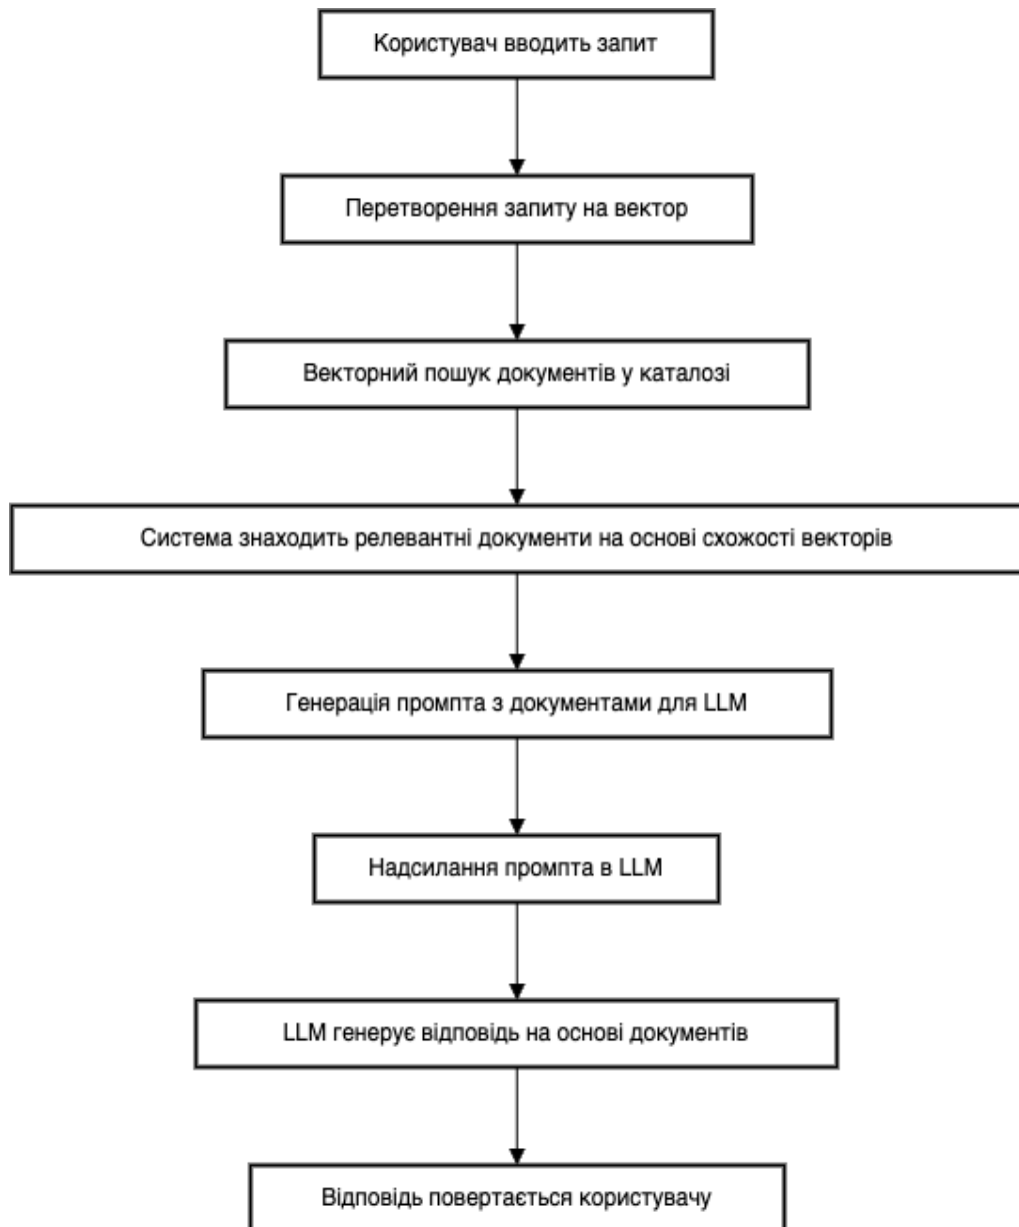 Користувач вводить запит
Перетворення запиту на вектор
Векторний пошук документів у каталозі
Система знаходить релевантні документи на основі схожості векторів
Генерація промпта з документами для LLM
Надсилання промпта в LLM
LLM генерує відповідь на основі документів
Відповідь повертається користувачу